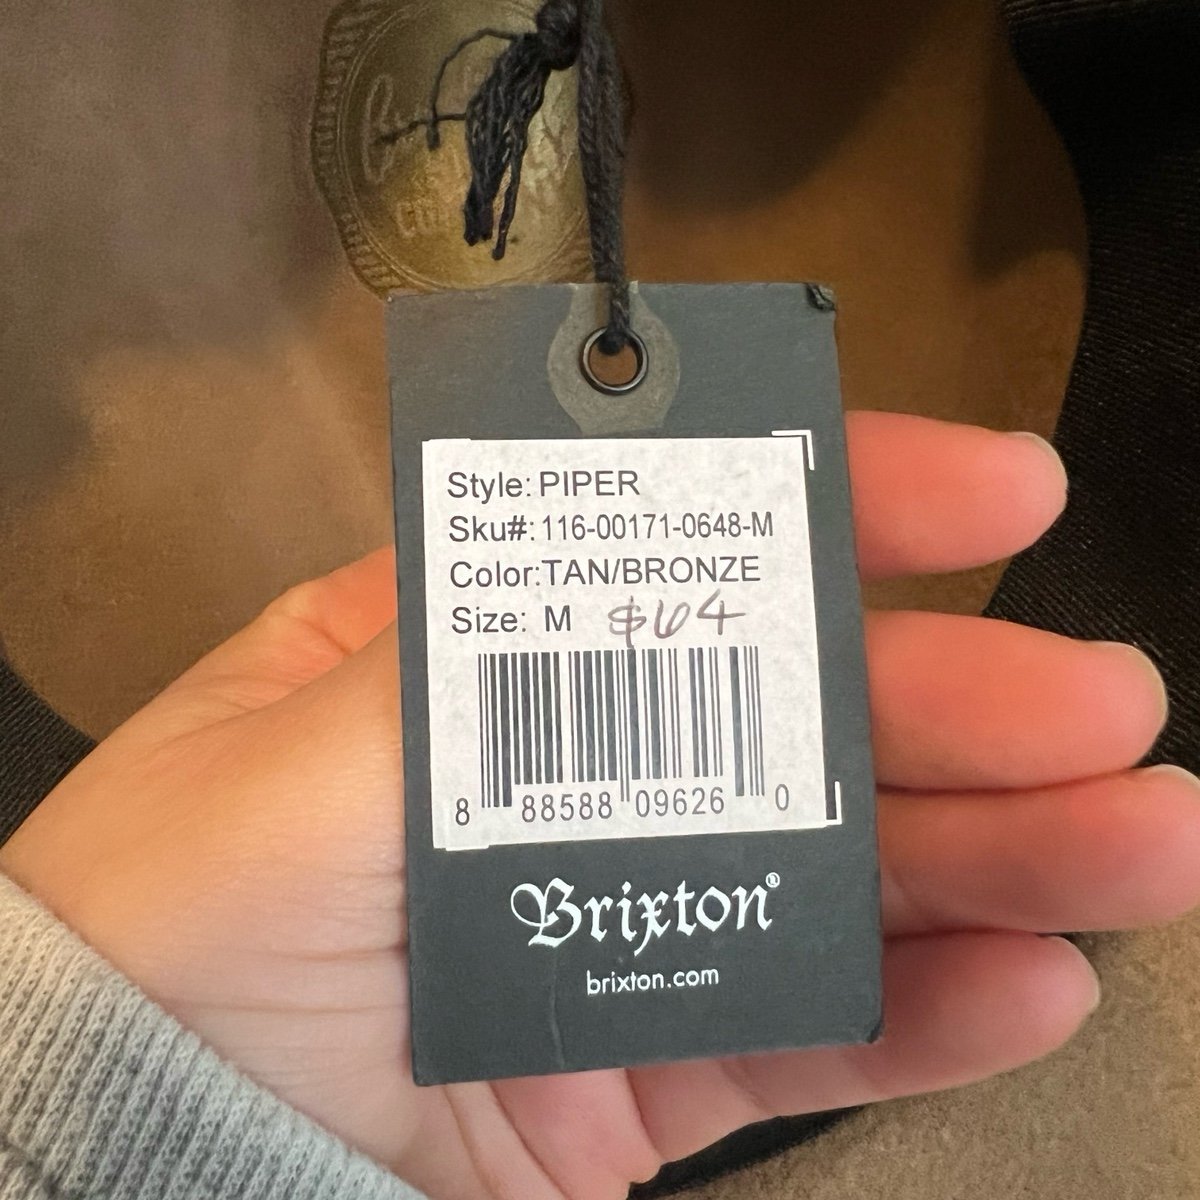 Style: PIPER
Sku#: 116-00171-0648-M
Color: TAN/BRONZE
Size: M $64
8 88588 09626 0
Brixton®
brixton.com